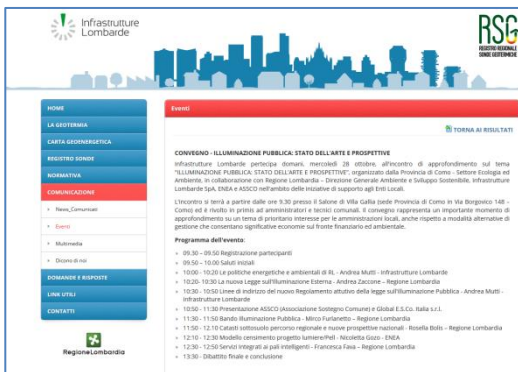 Infrastrutture
Lombarde
RSG
REGISTRO REGIONALE
SONDE GEOTERMICHE
HOME
LA GEOTERMIA
CARTA GEOENERGETICA
REGISTRO SONDE
NORMATIVA
COMUNICAZIONE
News_Comunicati
Eventi
Multimedia
Dicono di noi
DOMANDE E RISPOSTE
LINK UTILI
CONTATTI
RegioneLombardia
Eventi
TORNA AI RISULTATI
CONVEGNO - ILLUMINAZIONE PUBBLICA: STATO DELL'ARTE E PROSPETTIVE
Infrastrutture Lombarde partecipa domani, mercoledì 28 ottobre, all'incontro di approfondimento sul tema
"ILLUMINAZIONE PUBBLICA: STATO DELL'ARTE E PROSPETTIVE", organizzato dalla Provincia di Como - Settore Ecologia ed
Ambiente, in collaborazione con Regione Lombardia – Direzione Generale Ambiente e Sviluppo Sostenibile, Infrastrutture
Lombarde SpA, ENEA e ASSCO nell'ambito delle iniziative di supporto agli Enti Locali.
L'incontro si terrà a partire dalle ore 9.30 presso il Salone di Villa Gallia (sede Provincia di Como in Via Borgovico 148 –
Como) ed è rivolto in primis ad amministratori e tecnici comunali. Il convegno rappresenta un importante momento di
approfondimento su un tema di prioritario interesse per le amministrazioni locali, anche rispetto a modalità alternative di
gestione che consentano significative economie sul fronte finanziario ed ambientale.
Programma dell'evento:
09.30 – 09.50 Registrazione partecipanti
09.50 – 10.00 Saluti iniziali
10:00 - 10:20 Le politiche energetiche e ambientali di RL - Andrea Mutti - Infrastrutture Lombarde
10:20- 10:30 La nuova Legge sull'Illuminazione Esterna - Andrea Zaccone – Regione Lombardia
10:30 - 10:50 Linee di indirizzo del nuovo Regolamento attuativo della legge sull'illuminazione Pubblica - Andrea Mutti -
Infrastrutture Lombarde
10:50 - 11:30 Presentazione ASSCO (Associazione Sostegno Comune) e Global E.S.Co. Italia s.r.l.
11:30 - 11:50 Bando Illuminazione Pubblica - Mirco Furlanetto – Regione Lombardia
11:50 - 12.10 Catasti sottosuolo percorso regionale e nuove prospettive nazionali - Rosella Bolis – Regione Lombardia
12:10 - 12:30 Modello censimento progetto lumiere/Pell - Nicoletta Gozo - ENEA
12:30 - 12:50 Servizi Integrati ai pali intelligenti - Francesca Fava – Regione Lombardia
13:30 - Dibattito finale e conclusione